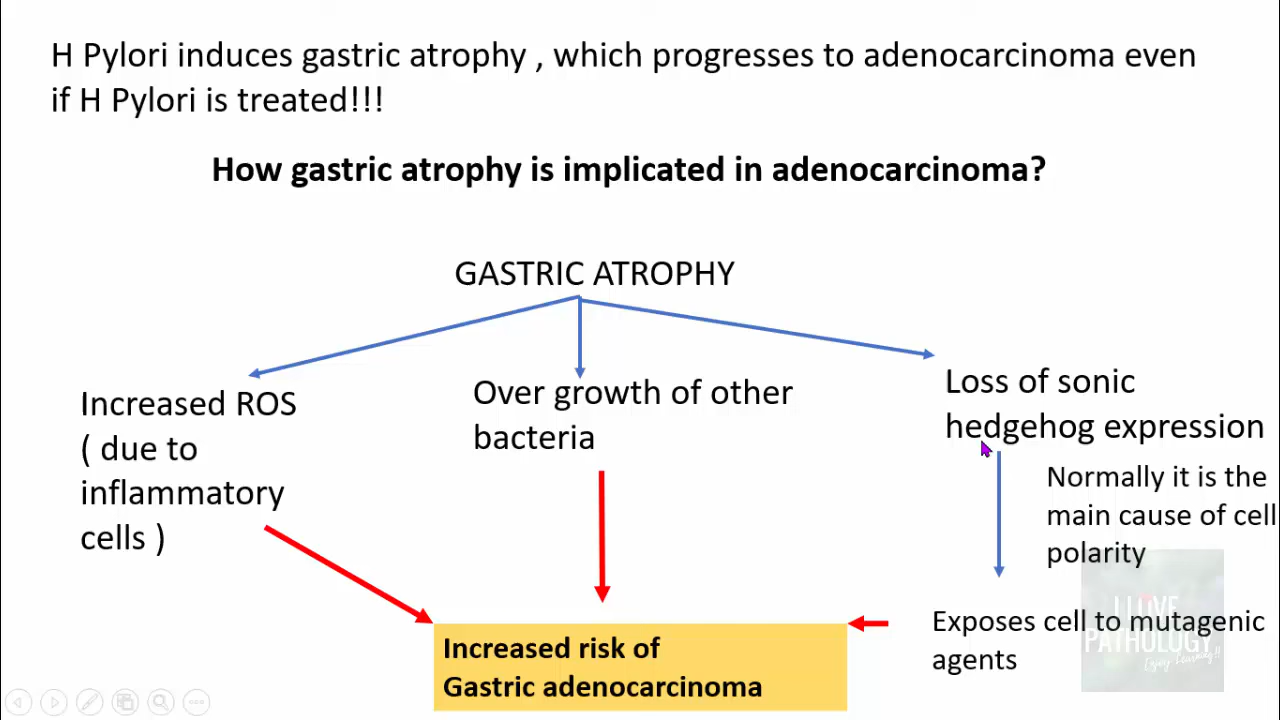 H Pylori induces gastric atrophy , which progresses to adenocarcinoma even
if H Pylori is treated!!!
How gastric atrophy is implicated in adenocarcinoma?
GASTRIC ATROPHY
Increased ROS
( due to
inflammatory
cells )
Over growth of other
bacteria
Loss of sonic
hedgehog expression
Normally it is the
main cause of cell
polarity
Exposes cell to mutagenic
agents
Increased risk of
Gastric adenocarcinoma
I LOVE
PATHOLOGY
Enjoy Learning!!